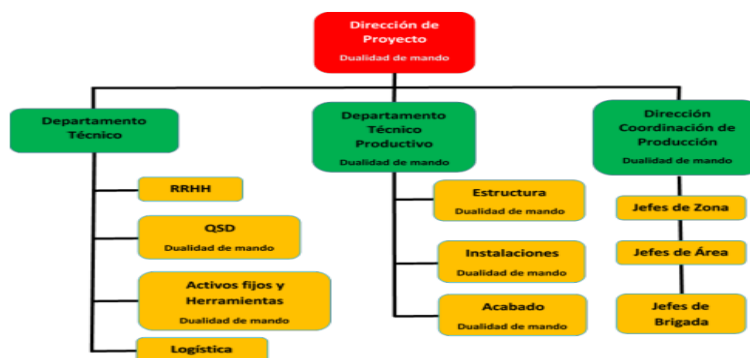 Dirección de
Proyecto
Dualidad de mando
Departamento
Técnico
Departamento
Técnico
Productivo
Dualidad de mando
Dirección
Coordinación de
Producción
Dualidad de mando
RRHH
QSD
Dualidad de mando
Activos fijos y
Herramientas
Dualidad de mando
Logística
Estructura
Dualidad de mando
Instalaciones
Dualidad de mando
Acabado
Dualidad de mando
Jefes de Zona
Jefes de Área
Jefes de
Brigada